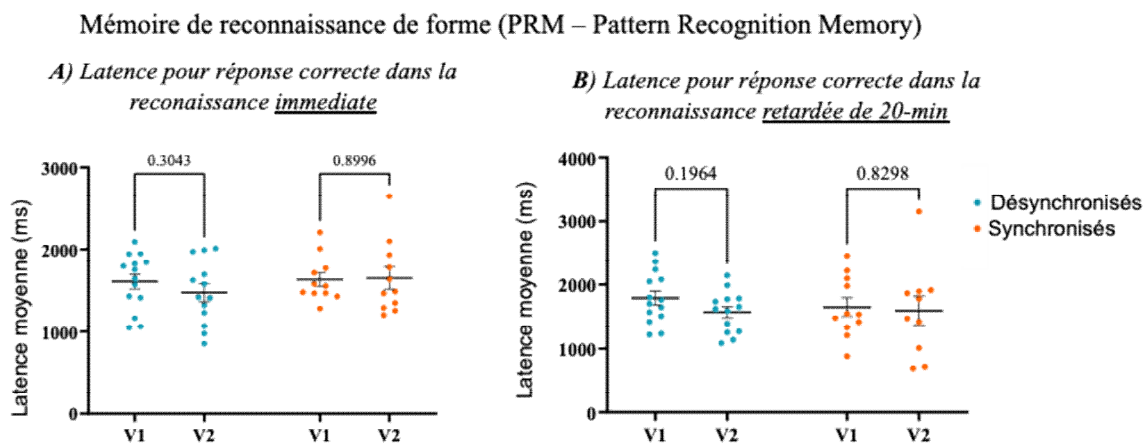 Mémoire de reconnaissance de forme (PRM – Pattern Recognition Memory)
A) Latence pour réponse correcte dans la
reconaissance immediate
B) Latence pour réponse correcte dans la
reconnaissance retardée de 20-min
Latence moyenne (ms)
3000
2000
1000
0
0.3043
0.8996
V1
V2
V1
V2
Latence moyenne (ms)
4000
3000
2000
1000
0
0.1964
0.8298
V1
V2
V1
V2
Désynchronisés
Synchronisés